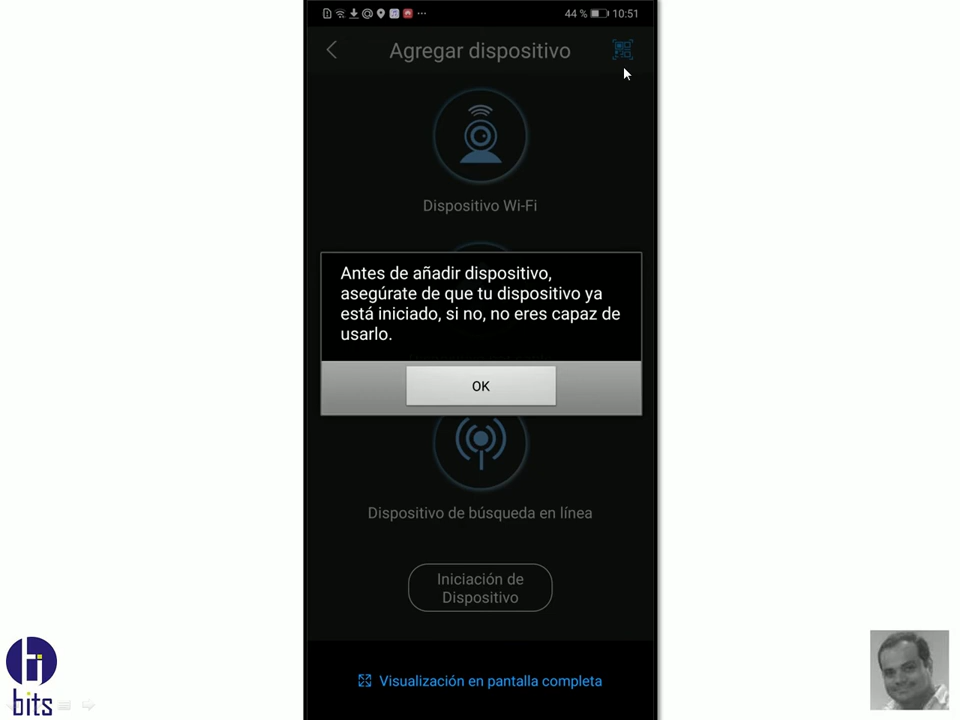 44 % 10:51
Agregar dispositivo
Dispositivo Wi-Fi
Antes de añadir dispositivo,
asegúrate de que tu dispositivo ya
está iniciado, si no, no eres capaz de
usarlo.
OK
Dispositivo de búsqueda en línea
Iniciación de
Dispositivo
Visualización en pantalla completa
hi
bits